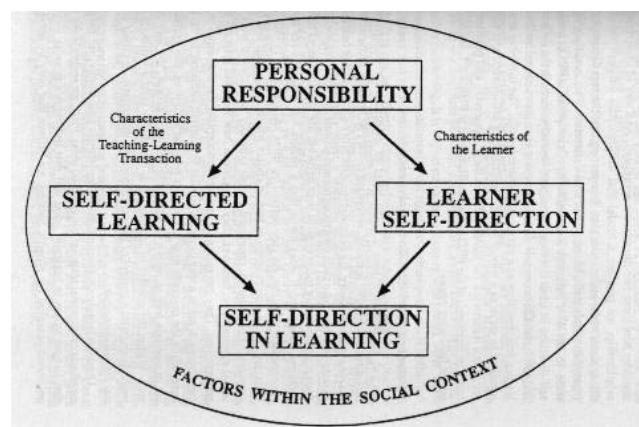 PERSONAL
RESPONSIBILITY
Characteristics
of the
Teaching-Learning
Transaction
Characteristics of
the Learner
SELF-DIRECTED
LEARNING
LEARNER
SELF-DIRECTION
SELF-DIRECTION
IN LEARNING
FACTORS WITHIN THE SOCIAL CONTEXT